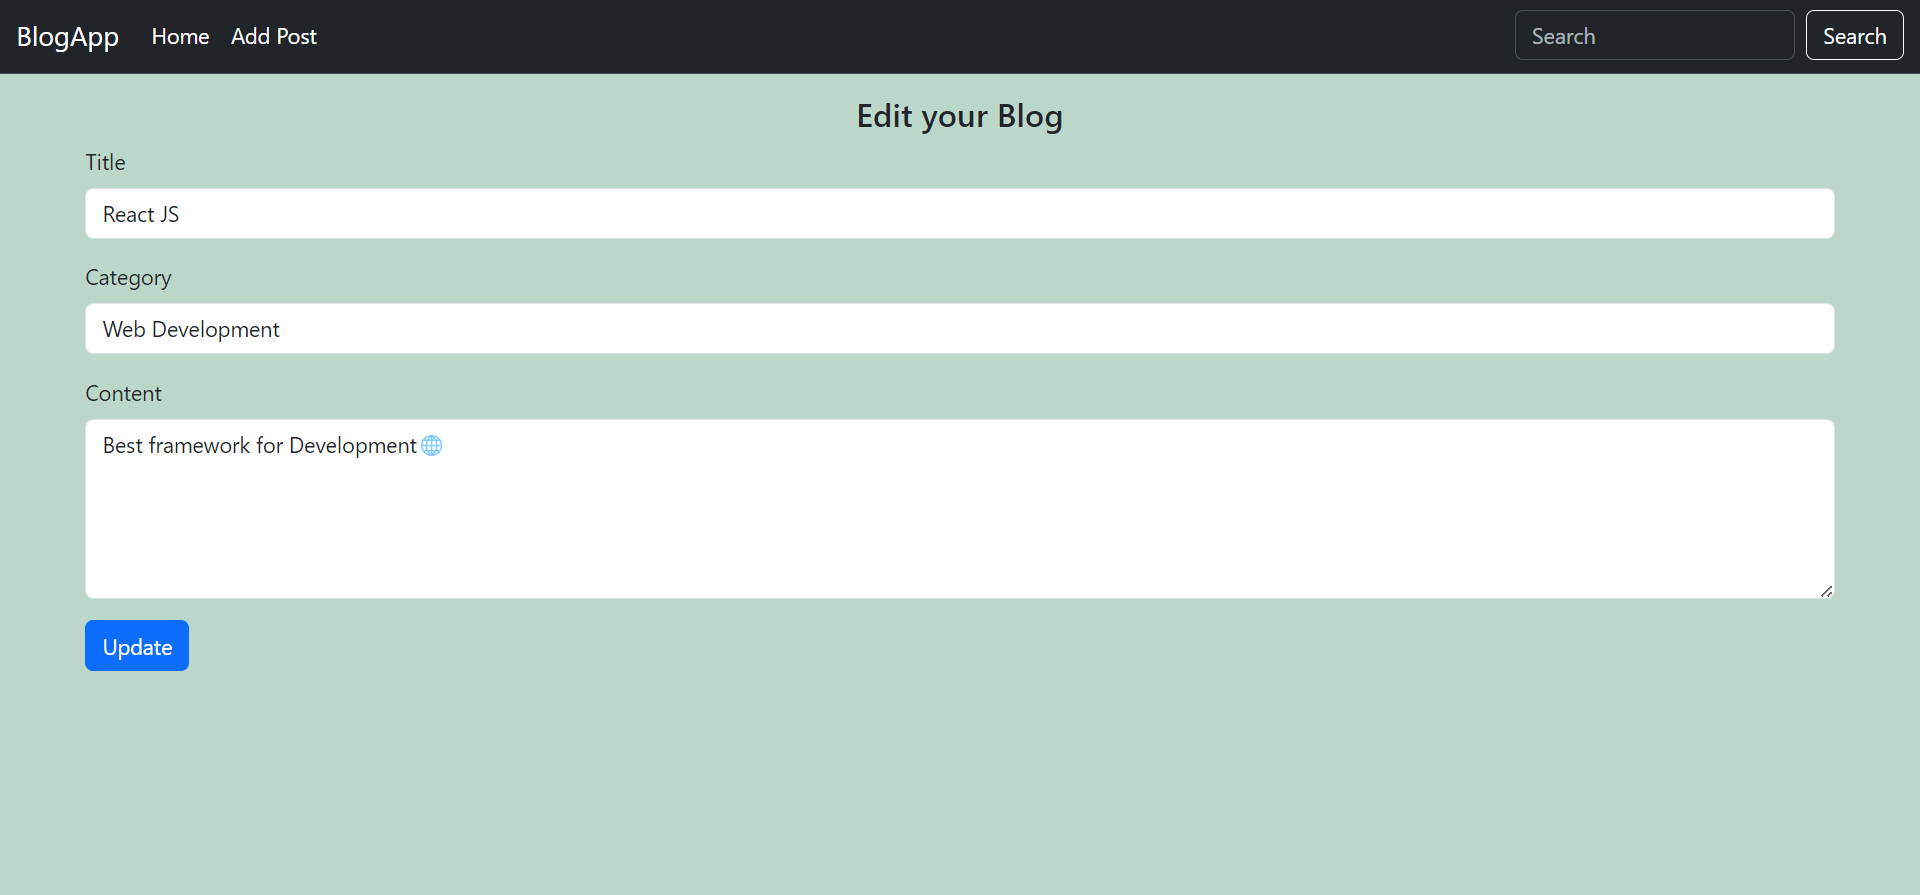 BlogApp Home Add Post Search Search
Edit your Blog
Title
React JS
Category
Web Development
Content
Best framework for Development🌐
Update